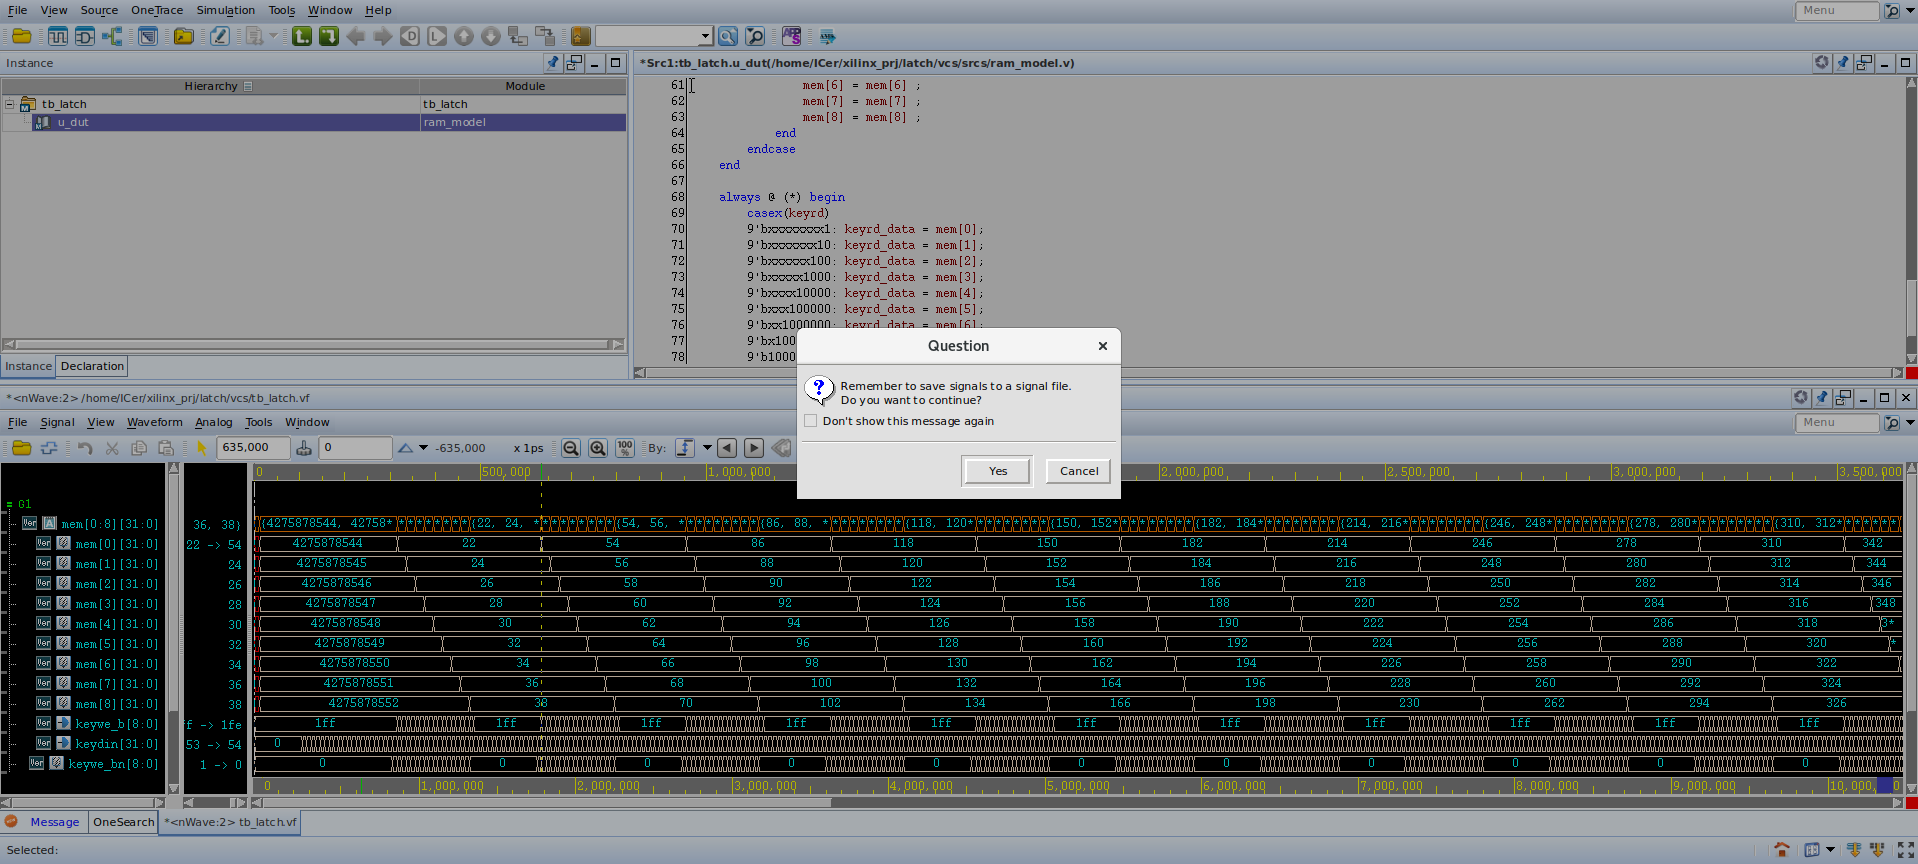 File View Source OneTrace Simulation Tools Window Help Menu
Instance
*Src1:tb_latch.u_dut(/home/ICer/xilinx_prj/latch/vcs/srcs/ram_model.v)
Hierarchy Module
tb_latch tb_latch
u_dut ram_model
61 mem[6] = mem[6] ;
62 mem[7] = mem[7] ;
63 mem[8] = mem[8] ;
64 end
65 endcase
66 end
67
68 always @ (*) begin
69 casex(keyrd)
70 9'bxxxxxxxx1: keyrd_data = mem[0];
71 9'bxxxxxxx10: keyrd_data = mem[1];
72 9'bxxxxxx100: keyrd_data = mem[2];
73 9'bxxxxx1000: keyrd_data = mem[3];
74 9'bxxxx10000: keyrd_data = mem[4];
75 9'bxxx100000: keyrd_data = mem[5];
76 9'bxx1000000: keyrd_data = mem[6];
77 9'bx100
78 9'b1000
Instance Declaration
Question
Remember to save signals to a signal file.
Do you want to continue?
Don't show this message again
Yes Cancel
*<nWave:2> /home/ICer/xilinx_prj/latch/vcs/tb_latch.vf
File Signal View Waveform Analog Tools Window Menu
635,000 0 -635,000 x 1ps 100% By:
0 500,000 1,000,000 2,000,000 2,500,000 3,000,000 3,500,000
G1
mem[0:8][31:0] 36, 38} {4275878544, 42758* {22, 24, * {54, 56, * {86, 88, * {118, 120* {150, 152* {182, 184* {214, 216* {246, 248* {278, 280* {310, 312*
mem[0][31:0] 22 -> 54 4275878544 22 54 86 118 150 182 214 246 278 310 342
mem[1][31:0] 24 4275878545 24 56 88 120 152 184 216 248 280 312 344
mem[2][31:0] 26 4275878546 26 58 90 122 154 186 218 250 282 314 346
mem[3][31:0] 28 4275878547 28 60 92 124 156 188 220 252 284 316 348
mem[4][31:0] 30 4275878548 30 62 94 126 158 190 222 254 286 318 3*
mem[5][31:0] 32 4275878549 32 64 96 128 160 192 224 256 288 320 *
mem[6][31:0] 34 4275878550 34 66 98 130 162 194 226 258 290 322
mem[7][31:0] 36 4275878551 36 68 100 132 164 196 228 260 292 324
mem[8][31:0] 38 4275878552 38 70 102 134 166 198 230 262 294 326
keywe_b[8:0] ff -> 1fe 1ff 1ff 1ff 1ff 1ff 1ff 1ff 1ff 1ff 1ff 1ff
keydin[31:0] 53 -> 54 0
keywe_bn[8:0] 1 -> 0 0 0 0 0 0 0 0 0 0 0 0
0 1,000,000 2,000,000 3,000,000 4,000,000 5,000,000 6,000,000 7,000,000 8,000,000 9,000,000 10,000,
Message OneSearch *<nWave:2> tb_latch.vf
Selected: